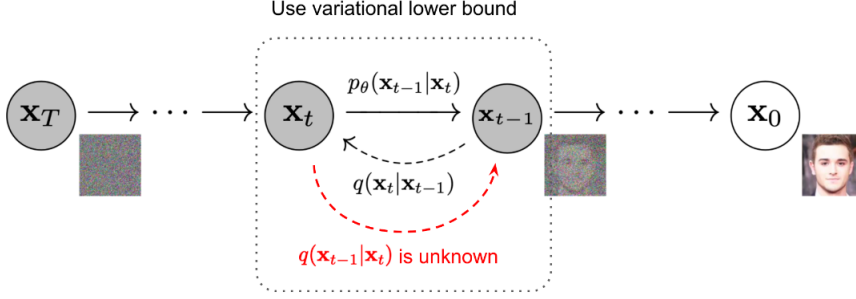 Use variational lower bound
p_θ(x_{t−1}|x_t)
x_T → ··· → x_t → x_{t−1} → ··· → x_0
q(x_t|x_{t−1})
q(x_{t−1}|x_t) is unknown